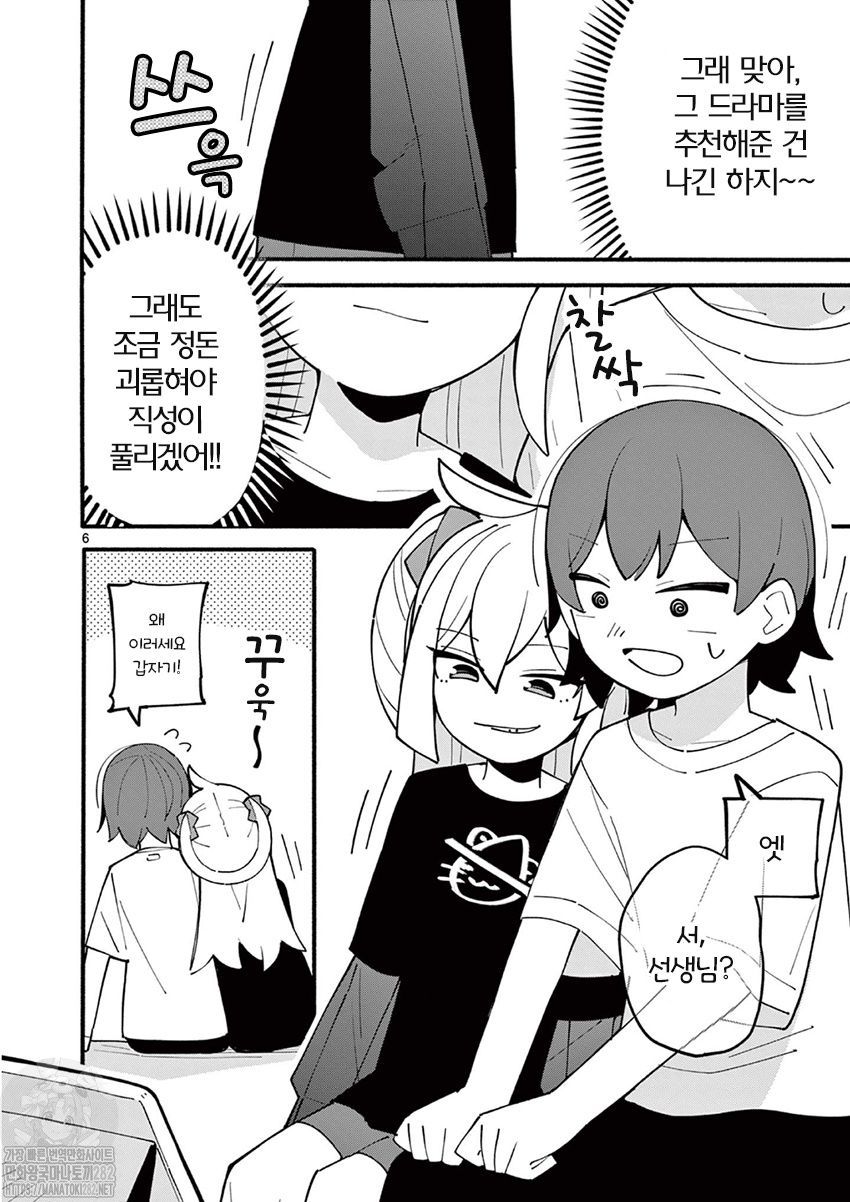 그래 맞아,
그 드라마를
추천해준 건
나긴 하지~~
쓰윽
그래도
조금 정돈
괴롭혀야
직성이
풀리겠어!!
찰싹
엣
서,
선생님?
6
왜
이러세요
갑자기!
꾸욱~
가장 빠른 번역만화사이트
만화왕국마나토끼282
HTTPS://MANATOKI282.NET